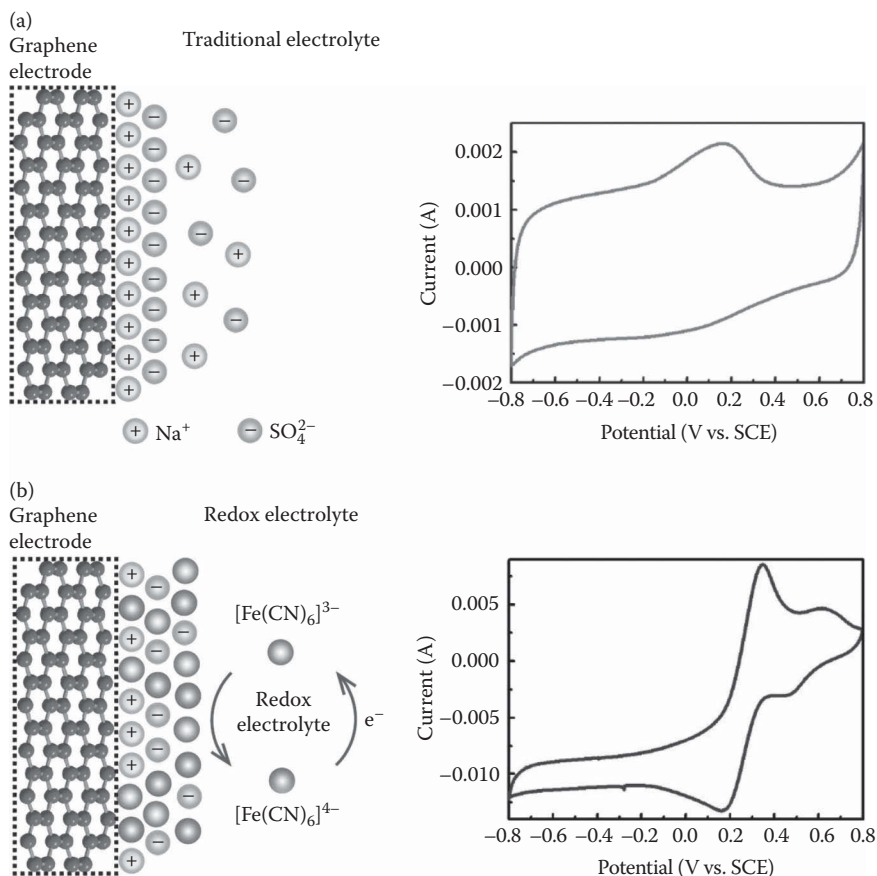 (a)
Graphene
electrode
Traditional electrolyte
+ Na⁺
− SO₄²⁻
Current (A)
0.002
0.001
0.000
−0.001
−0.002
−0.8 −0.6 −0.4 −0.2 0.0 0.2 0.4 0.6 0.8
Potential (V vs. SCE)
(b)
Graphene
electrode
Redox electrolyte
[Fe(CN)₆]³⁻
Redox
electrolyte
e⁻
[Fe(CN)₆]⁴⁻
Current (A)
0.005
0.000
−0.005
−0.010
−0.8 −0.6 −0.4 −0.2 0.0 0.2 0.4 0.6 0.8
Potential (V vs. SCE)